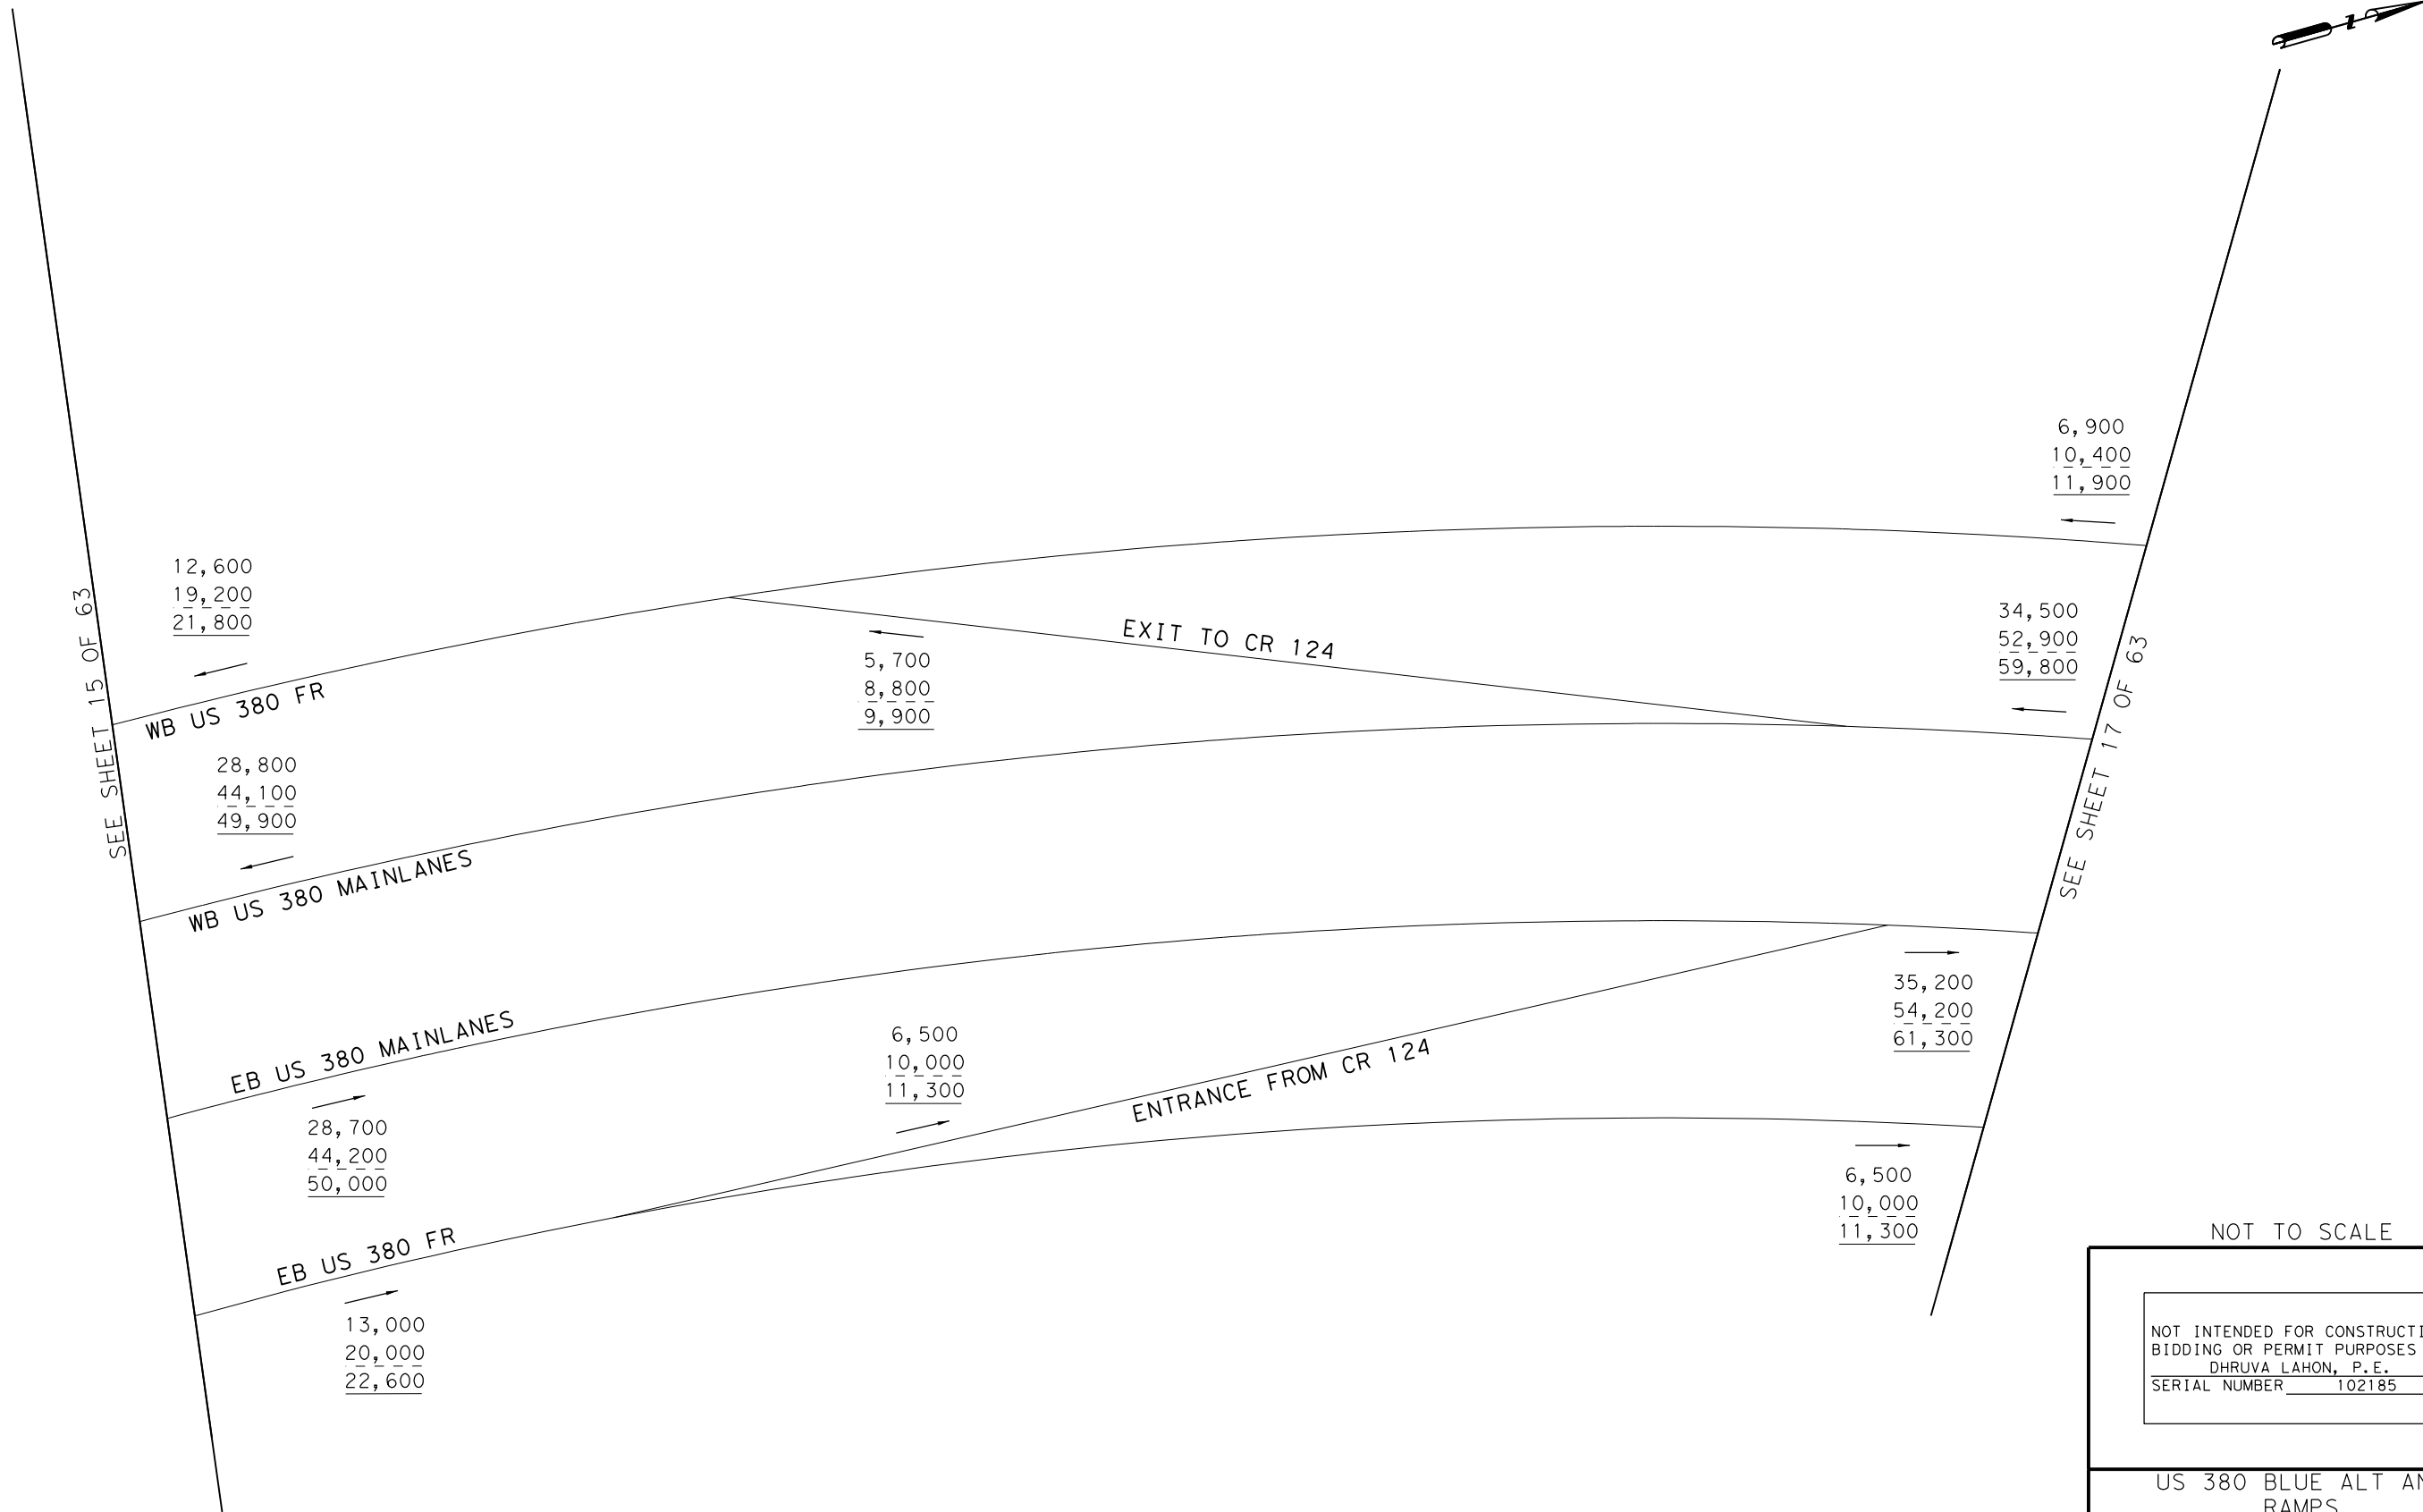 6,900
10,400
11,900
12,600
19,200
21,800
34,500
52,900
59,800
EXIT TO CR 124
5,700
8,800
9,900
WB US 380 FR
SEE SHEET 15 OF 63
SEE SHEET 17 OF 63
28,800
44,100
49,900
WB US 380 MAINLANES
EB US 380 MAINLANES
28,700
44,200
50,000
6,500
10,000
11,300
ENTRANCE FROM CR 124
35,200
54,200
61,300
6,500
10,000
11,300
EB US 380 FR
13,000
20,000
22,600
NOT TO SCALE
NOT INTENDED FOR CONSTRUCTI
BIDDING OR PERMIT PURPOSES
DHRUVA LAHON, P.E.
SERIAL NUMBER 102185
US 380 BLUE ALT AN
RAMPS